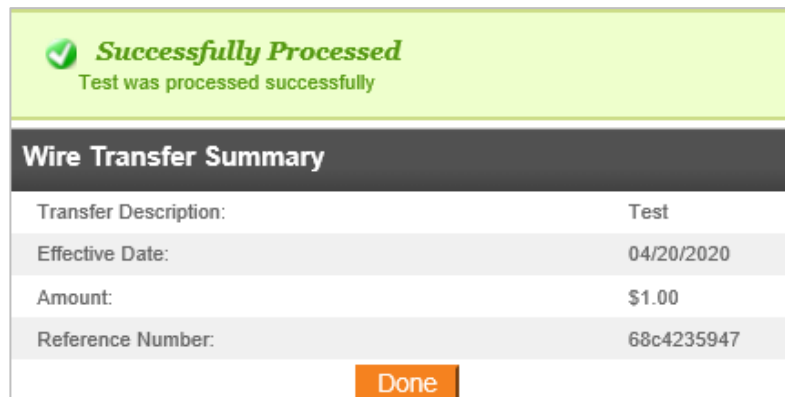 Successfully Processed
Test was processed successfully
Wire Transfer Summary
Transfer Description: Test
Effective Date: 04/20/2020
Amount: $1.00
Reference Number: 68c4235947
Done